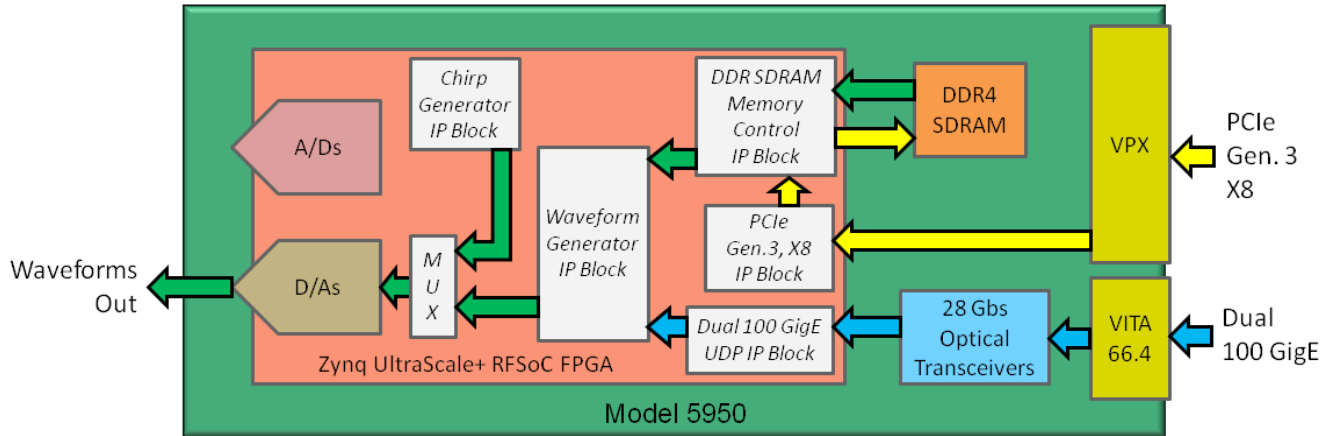 Chirp
Generator
IP Block
DDR SDRAM
Memory
Control
IP Block
DDR4
SDRAM
A/Ds
VPX
PCIe
Gen. 3
X8
Waveform
Generator
IP Block
PCIe
Gen.3, X8
IP Block
Waveforms
Out
D/As
M
U
X
Dual 100 GigE
UDP IP Block
28 Gbs
Optical
Transceivers
VITA
66.4
Dual
100 GigE
Zynq UltraScale+ RFSoC FPGA
Model 5950